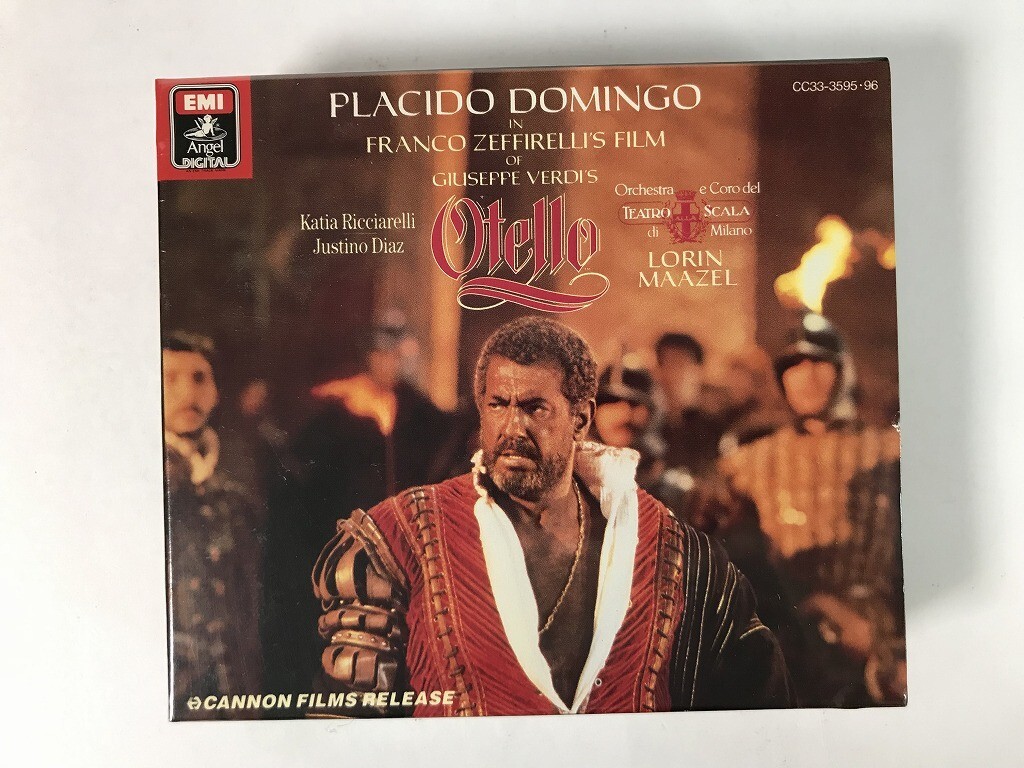 EMI
Angel
DIGITAL
CC33-3595・96
PLACIDO DOMINGO
IN
FRANCO ZEFFIRELLI'S FILM
OF
GIUSEPPE VERDI'S
Otello
Katia Ricciarelli
Justino Diaz
Orchestra e Coro del
TEATRO SCALA
di Milano
LORIN
MAAZEL
CANNON FILMS RELEASE